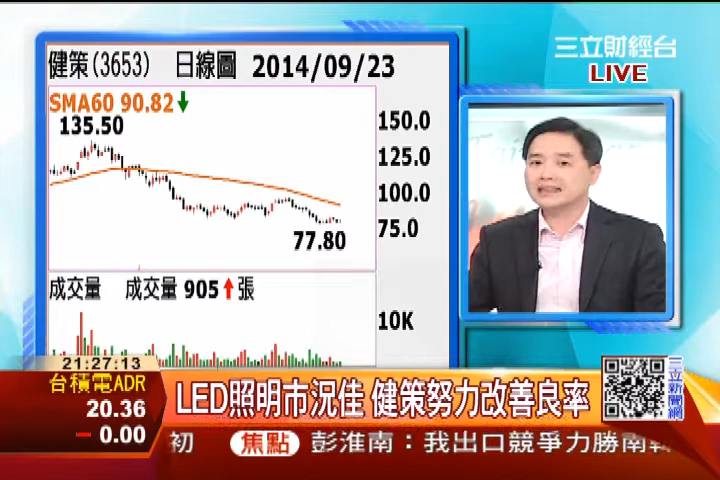 健策(3653) 日線圖 2014/09/23
三立財經台
LIVE
SMA60 90.82↓
135.50
150.0
125.0
100.0
75.0
77.80
成交量 成交量 905↑張
10K
21:27:13
台積電ADR
20.36
0.00
LED照明市況佳 健策努力改善良率
三立新聞網
初 焦點 彭淮南：我出口競爭力勝南韓